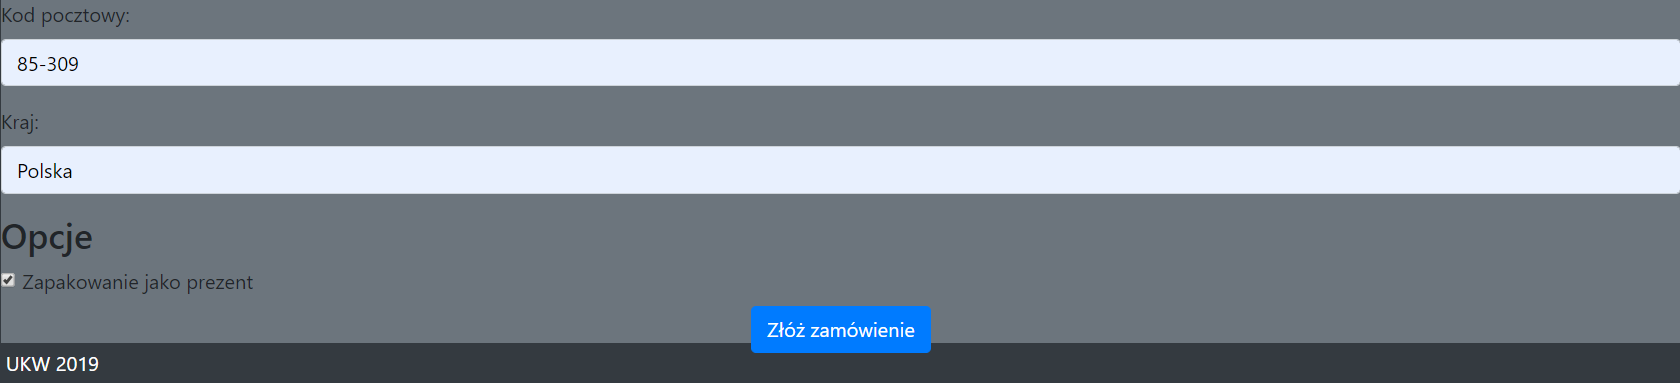 Kod pocztowy:
85-309
Kraj:
Polska
Opcje
Zapakowanie jako prezent
Złóż zamówienie
UKW 2019